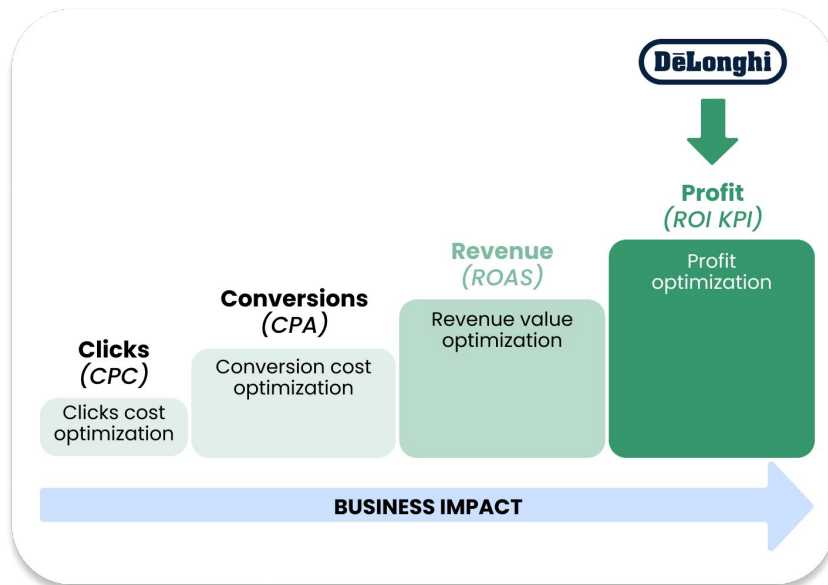 DēLonghi
Profit
(ROI KPI)
Profit
optimization
Revenue
(ROAS)
Revenue value
optimization
Conversions
(CPA)
Conversion cost
optimization
Clicks
(CPC)
Clicks cost
optimization
BUSINESS IMPACT